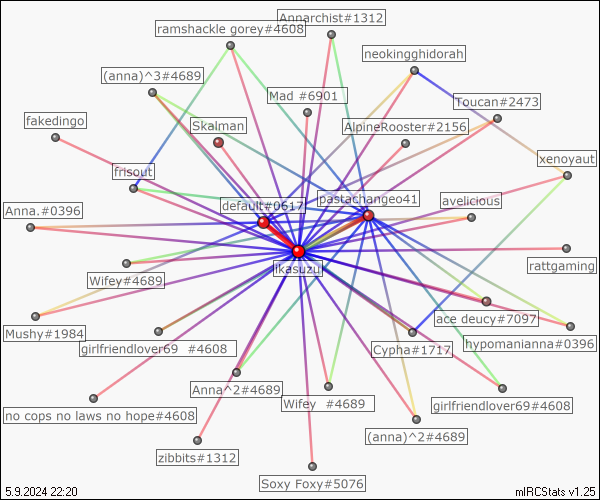 Annarchist#1312
ramshackle gorey#4608
neokingghidorah
(anna)^3#4689
Mad #6901
Toucan#2473
fakedingo
Skalman
AlpineRooster#2156
xenoyaut
frisout
pastachangeo41
avelicious
default#0617
Anna.#0396
likasuzu
rattgaming
Wifey#4689
ace deucy#7097
Mushy#1984
hypomanianna#0396
girlfriendlover69 #4608
Cypha#1717
Anna^2#4689
Wifey #4689
girlfriendlover69#4608
no cops no laws no hope#4608
(anna)^2#4689
zibbits#1312
Soxy Foxy#5076
5.9.2024 22:20
mIRCStats v1.25